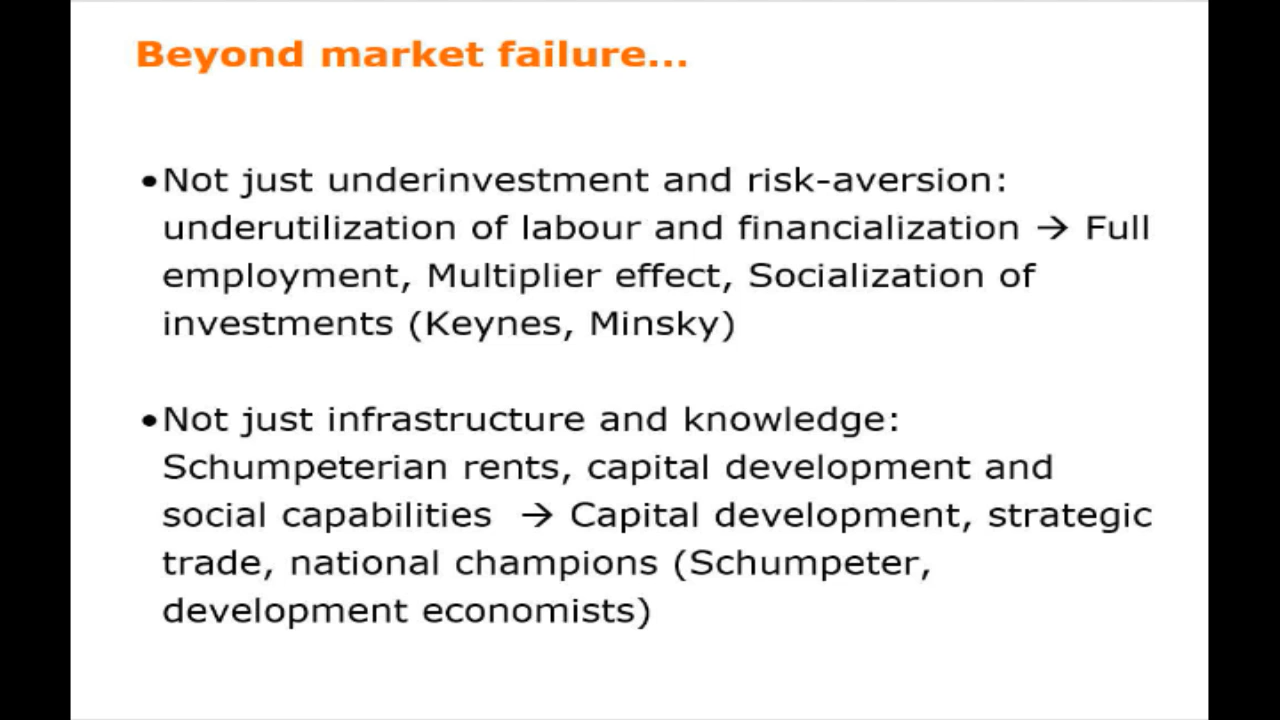 Beyond market failure...
•Not just underinvestment and risk-aversion:
underutilization of labour and financialization → Full
employment, Multiplier effect, Socialization of
investments (Keynes, Minsky)
•Not just infrastructure and knowledge:
Schumpeterian rents, capital development and
social capabilities → Capital development, strategic
trade, national champions (Schumpeter,
development economists)